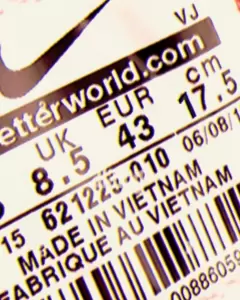 VJ
etterworld.com
UK EUR cm
8.5 43 17.5
15 621225-010 06/08/1
MADE IN VIETNAM
FABRIQUE AU VIETNAM
00886059